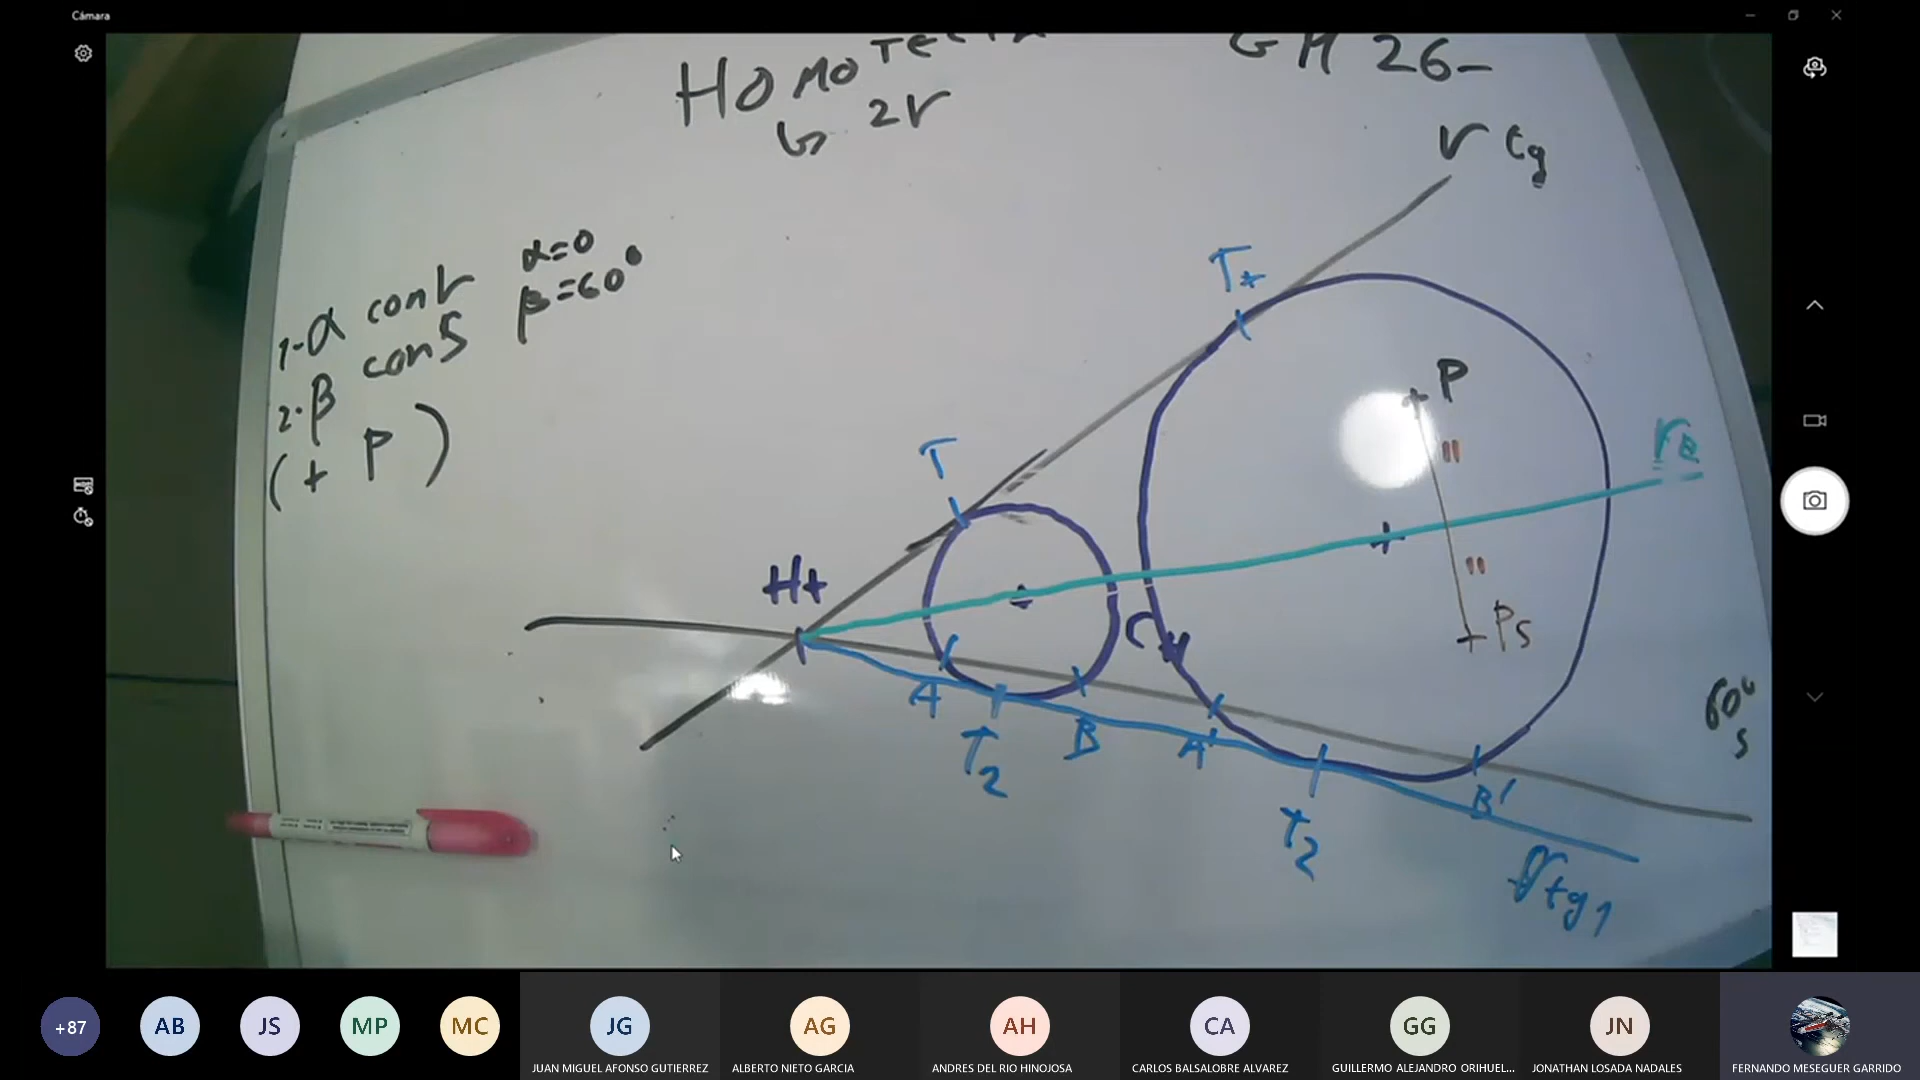 Cámara
HOMOTECIA GM 26-
↳ 2r
r tg
1-α con r α=0
2.β con S β=60°
(+ P)
T*
P
"
re
T
H+
"
Ps
CH
60°
s
A
T2
B
A'
T2
B'
rtg1
+87
AB
JS
MP
MC
JG
AG
AH
CA
GG
JN
JUAN MIGUEL AFONSO GUTIERREZ
ALBERTO NIETO GARCIA
ANDRES DEL RIO HINOJOSA
CARLOS BALSALOBRE ALVAREZ
GUILLERMO ALEJANDRO ORIHUEL...
JONATHAN LOSADA NADALES
FERNANDO MESEGUER GARRIDO